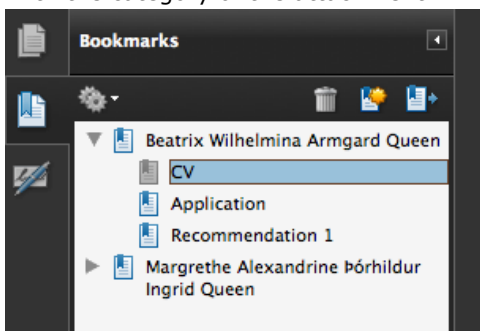 Bookmarks
Beatrix Wilhelmina Armgard Queen
CV
Application
Recommendation 1
Margrethe Alexandrine Þórhildur
Ingrid Queen